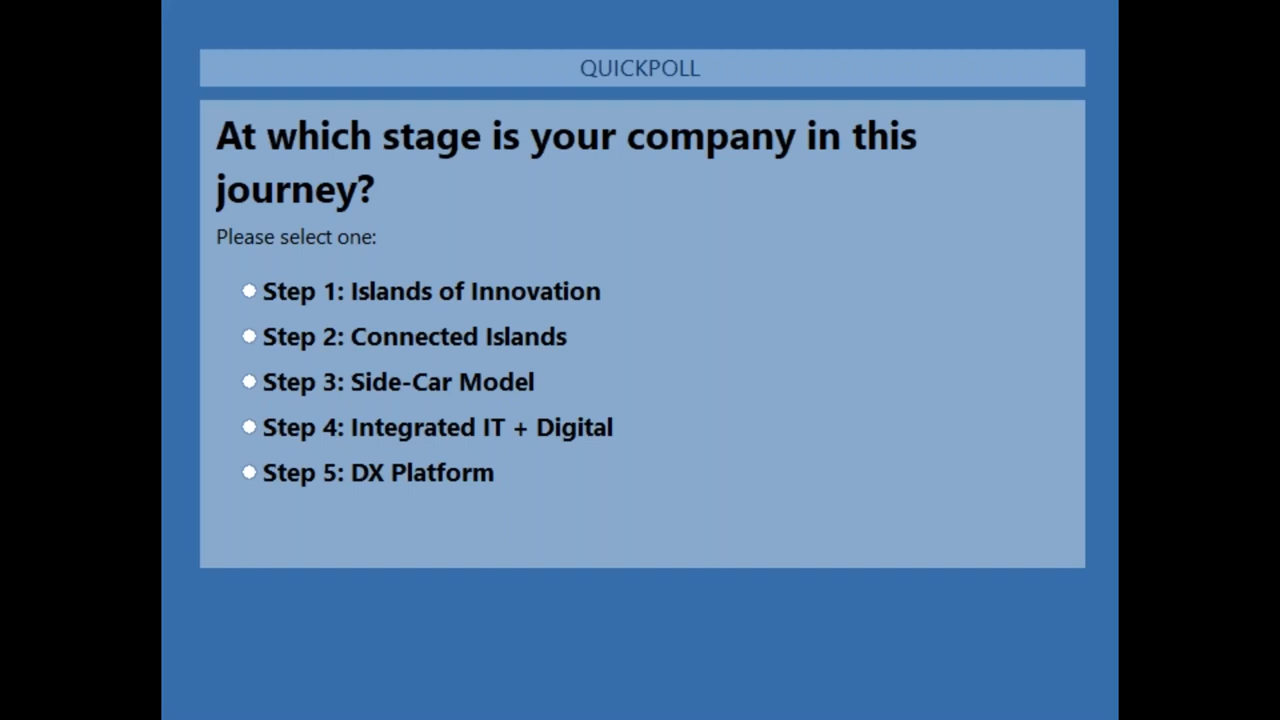 QUICKPOLL
At which stage is your company in this
journey?
Please select one:
Step 1: Islands of Innovation
Step 2: Connected Islands
Step 3: Side-Car Model
Step 4: Integrated IT + Digital
Step 5: DX Platform